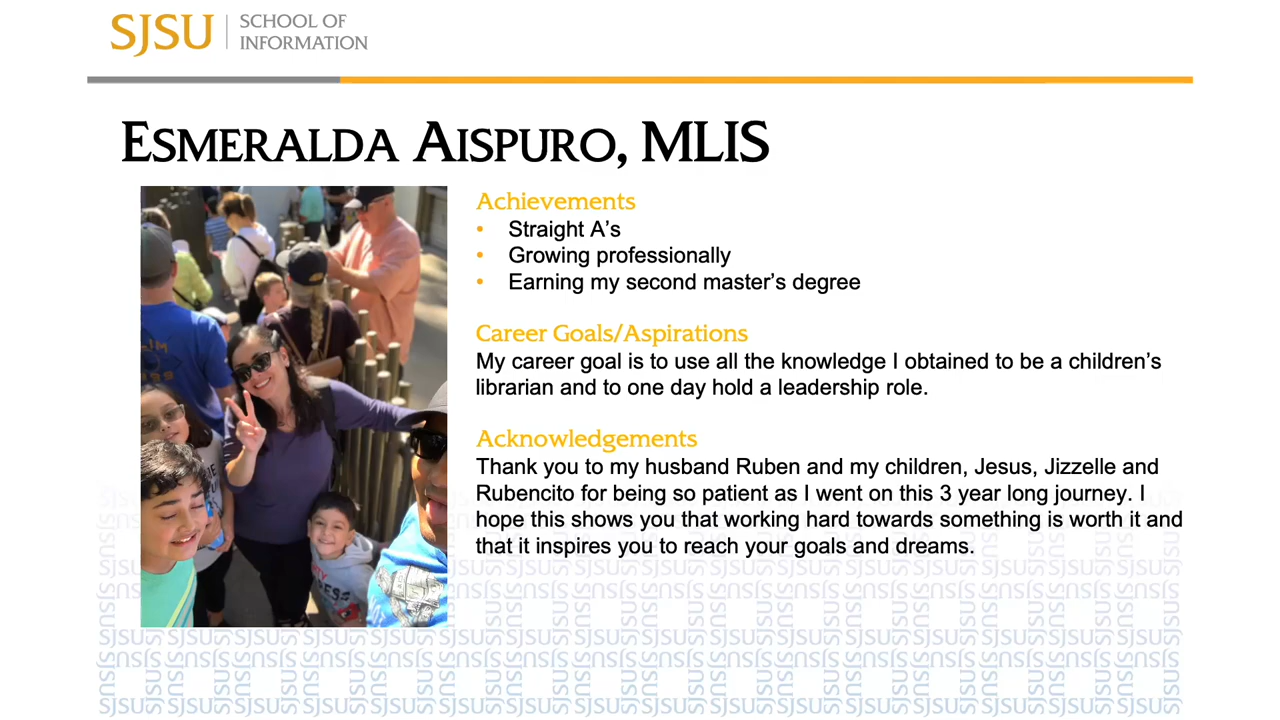 SJSU | SCHOOL OF
INFORMATION
ESMERALDA AISPURO, MLIS
Achievements
• Straight A's
• Growing professionally
• Earning my second master's degree
Career Goals/Aspirations
My career goal is to use all the knowledge I obtained to be a children's
librarian and to one day hold a leadership role.
Acknowledgements
Thank you to my husband Ruben and my children, Jesus, Jizzelle and
Rubencito for being so patient as I went on this 3 year long journey. I
hope this shows you that working hard towards something is worth it and
that it inspires you to reach your goals and dreams.